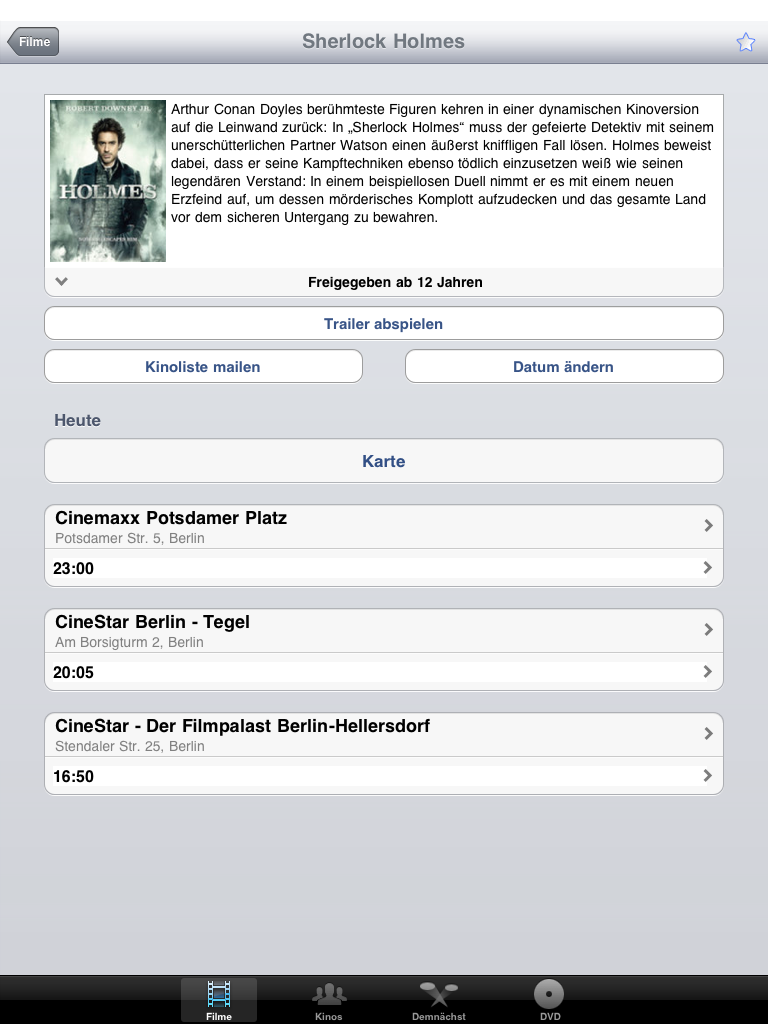 Filme
Sherlock Holmes
ROBERT DOWNEY JR.
HOLMES
Arthur Conan Doyles berühmteste Figuren kehren in einer dynamischen Kinoversion
auf die Leinwand zurück: In „Sherlock Holmes“ muss der gefeierte Detektiv mit seinem
unerschütterlichen Partner Watson einen äußerst kniffligen Fall lösen. Holmes beweist
dabei, dass er seine Kampftechniken ebenso tödlich einzusetzen weiß wie seinen
legendären Verstand: In einem beispiellosen Duell nimmt er es mit einem neuen
Erzfeind auf, um dessen mörderisches Komplott aufzudecken und das gesamte Land
vor dem sicheren Untergang zu bewahren.
Freigegeben ab 12 Jahren
Trailer abspielen
Kinoliste mailen
Datum ändern
Heute
Karte
Cinemaxx Potsdamer Platz
Potsdamer Str. 5, Berlin
23:00
CineStar Berlin - Tegel
Am Borsigturm 2, Berlin
20:05
CineStar - Der Filmpalast Berlin-Hellersdorf
Stendaler Str. 25, Berlin
16:50
Filme
Kinos
Demnächst
DVD